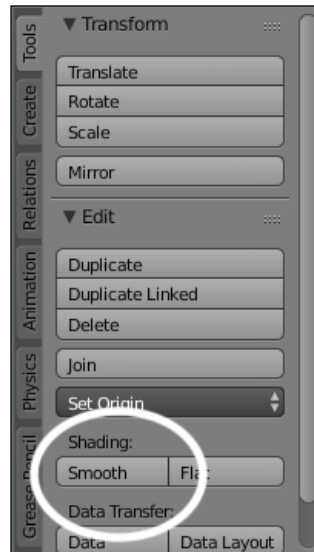 Tools
Create
Relations
Animation
Physics
Grease Pencil
Transform
Translate
Rotate
Scale
Mirror
Edit
Duplicate
Duplicate Linked
Delete
Join
Set Origin
Shading:
Smooth Flat
Data Transfer:
Data Data Layout